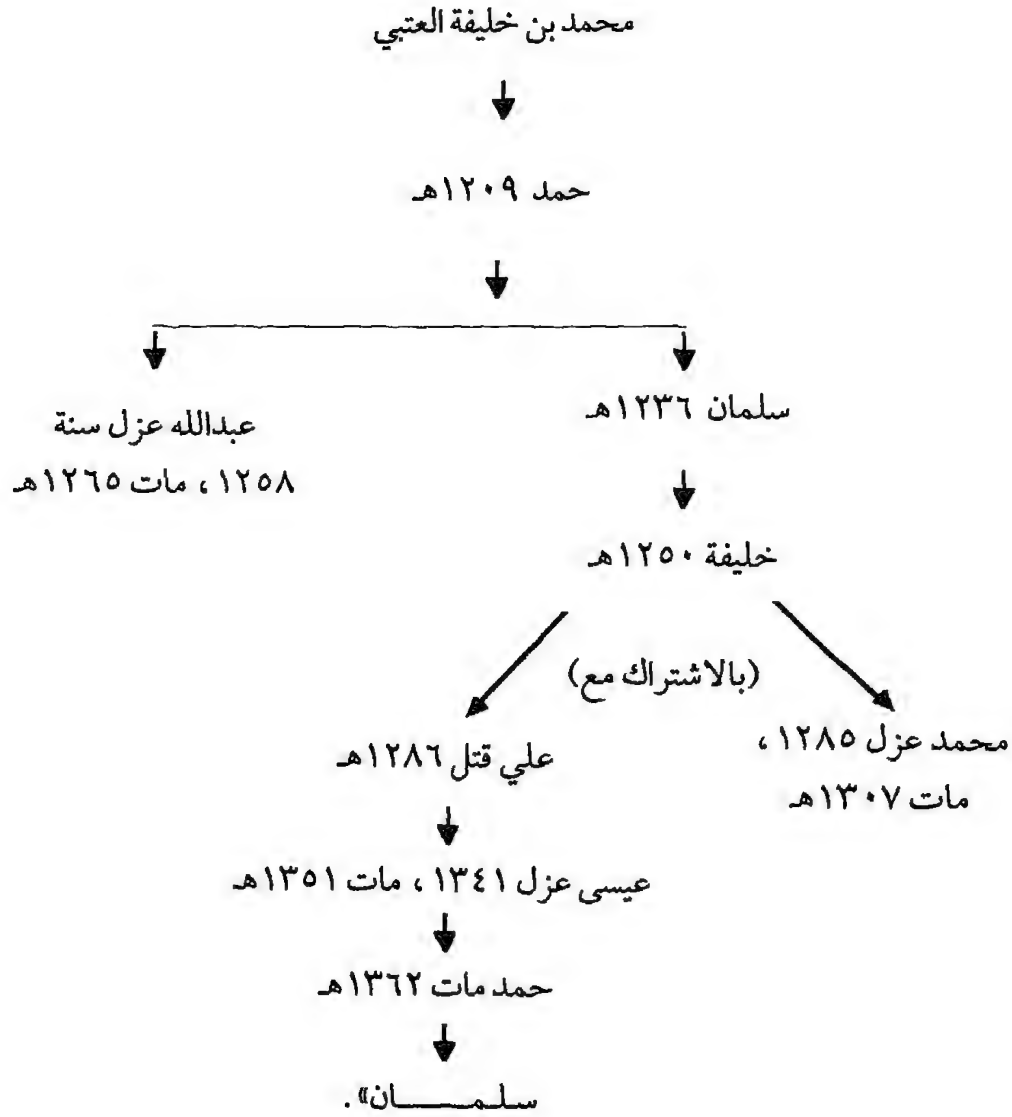 محمد بن خليفة العتبي
حمد ١٢٠٩هـ
سلمان ١٢٣٦هـ
عبدالله عزل سنة
١٢٥٨ ، مات ١٢٦٥هـ
خليفة ١٢٥٠هـ
(بالاشتراك مع)
محمد عزل ١٢٨٥ ،
مات ١٣٠٧هـ
علي قتل ١٢٨٦هـ
عيسى عزل ١٣٤١ ، مات ١٣٥١هـ
حمد مات ١٣٦٢هـ
سلمــــــان» .